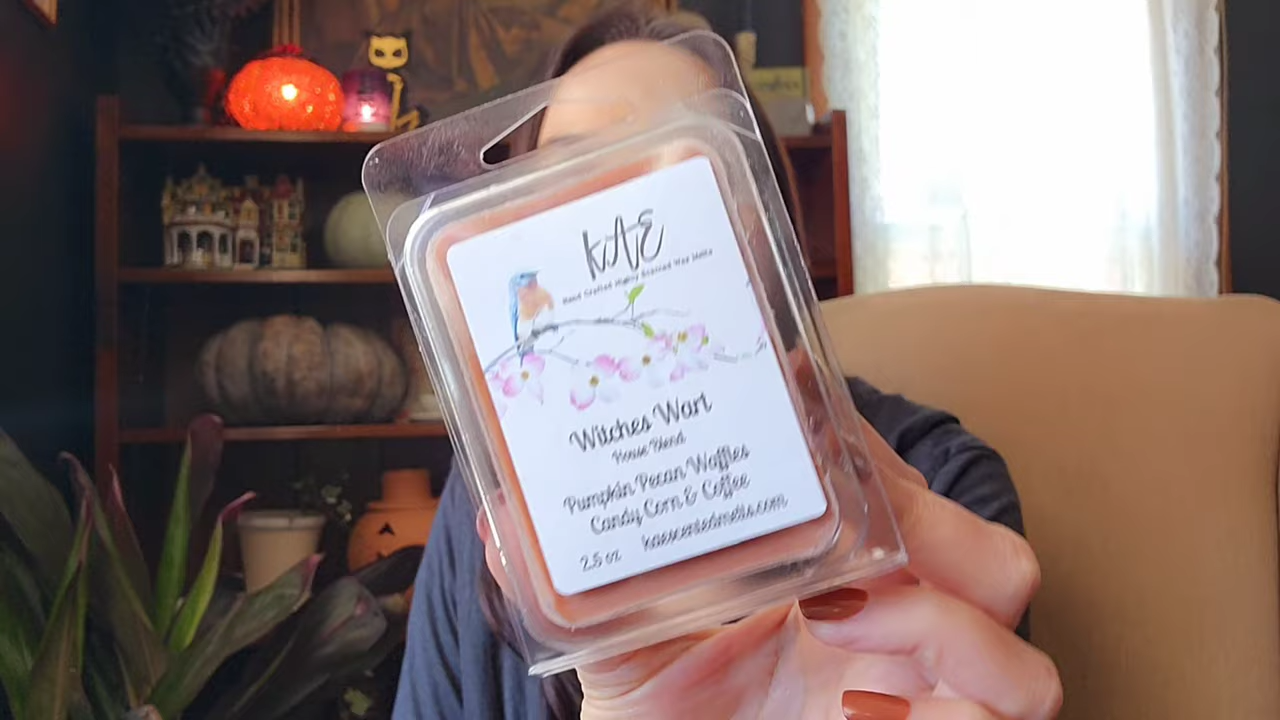 KAE
Hand Crafted Highly Scented Wax Melts
Witches Wart
House Blend
Pumpkin Pecan Waffles
Candy Corn & Coffee
2.5 oz kaescentedmelts.com